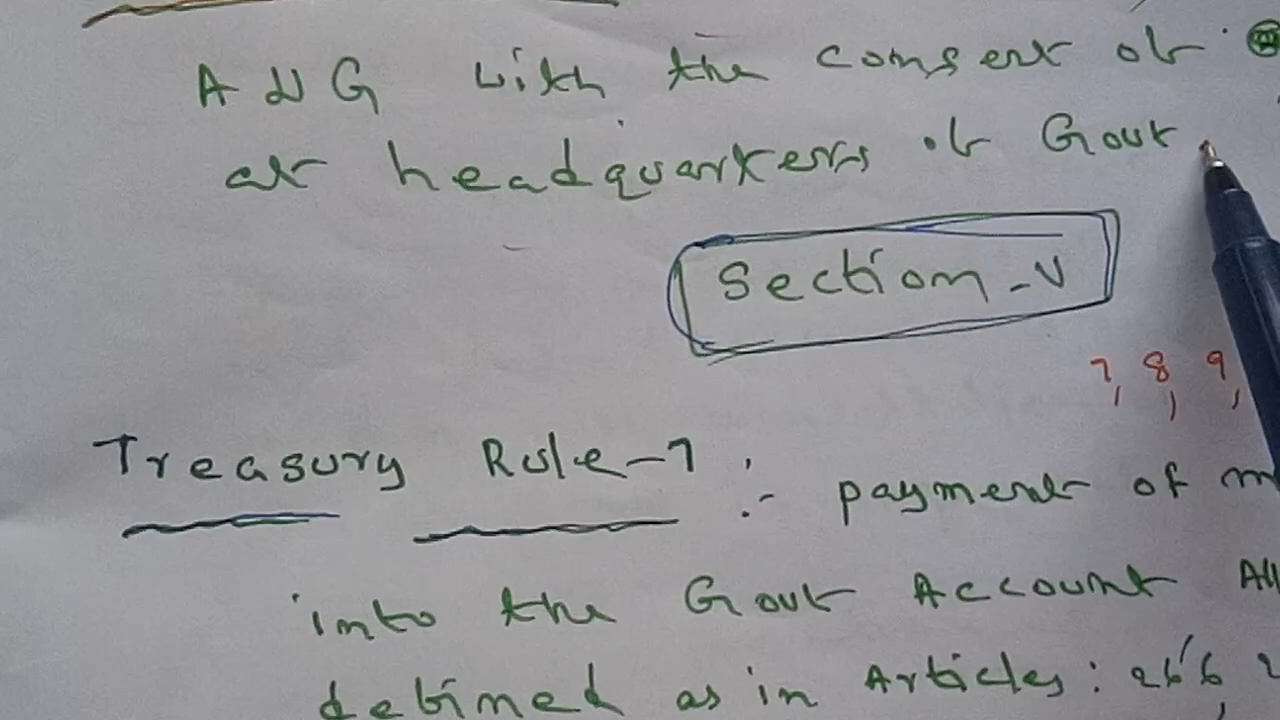 with the consent of
at headquarters of Govt
Section - V
7, 8, 9,
Treasury Rule-7 :- payment of m
into the Govt Account All
defined as in Articles: 266